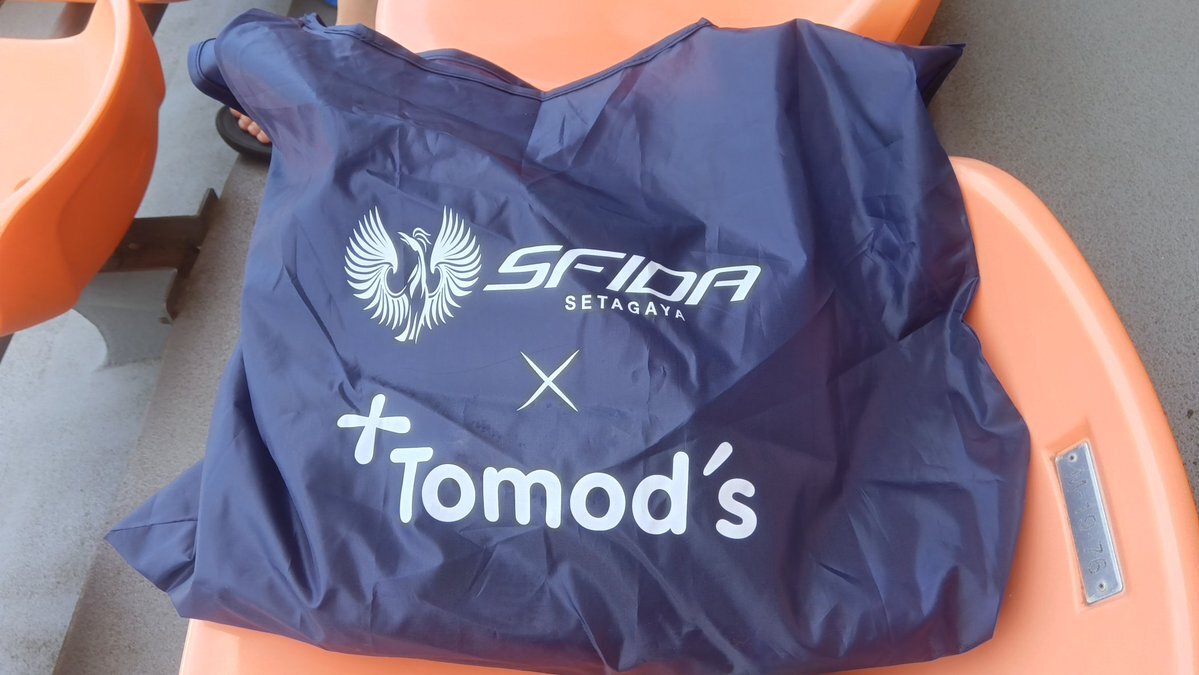 SFIDA
SETAGAYA
×
+Tomod's